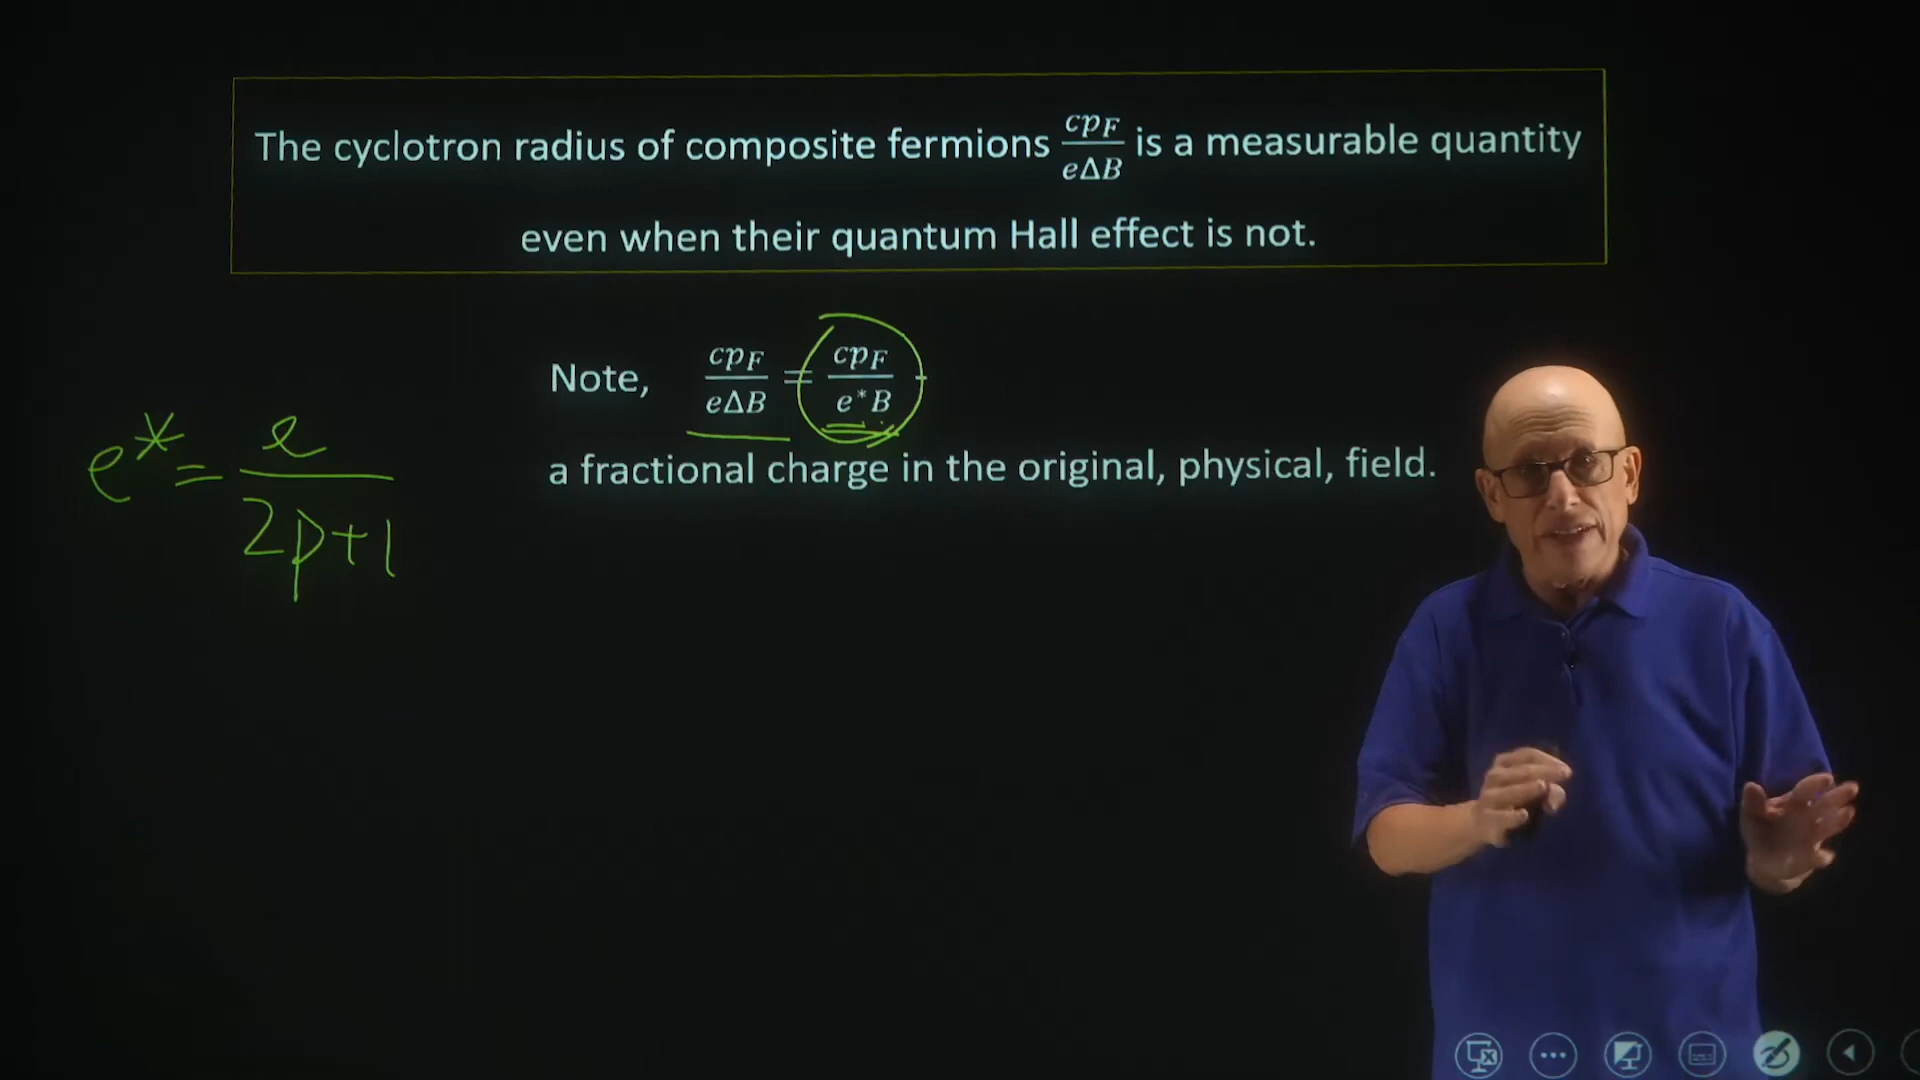 The cyclotron radius of composite fermions cp_F/eΔB is a measurable quantity
even when their quantum Hall effect is not.
Note, cp_F/eΔB = cp_F/e*B -
a fractional charge in the original, physical, field.
e* = e/2p+1